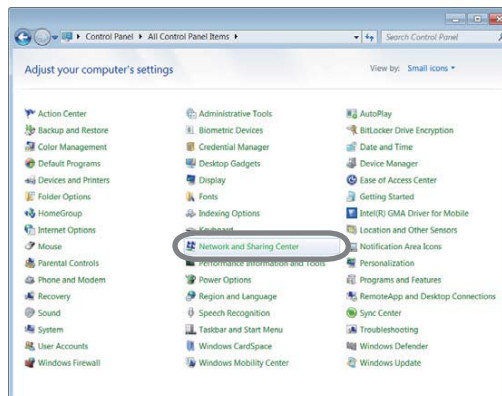 Control Panel ▸ All Control Panel Items ▸
Search Control Panel
Adjust your computer's settings
View by: Small icons
Action Center
Administrative Tools
AutoPlay
Backup and Restore
Biometric Devices
BitLocker Drive Encryption
Color Management
Credential Manager
Date and Time
Default Programs
Desktop Gadgets
Device Manager
Devices and Printers
Display
Ease of Access Center
Folder Options
Fonts
Getting Started
HomeGroup
Indexing Options
Intel(R) GMA Driver for Mobile
Internet Options
Keyboard
Location and Other Sensors
Mouse
Network and Sharing Center
Notification Area Icons
Parental Controls
Performance Information and Tools
Personalization
Phone and Modem
Power Options
Programs and Features
Recovery
Region and Language
RemoteApp and Desktop Connections
Sound
Speech Recognition
Sync Center
System
Taskbar and Start Menu
Troubleshooting
User Accounts
Windows CardSpace
Windows Defender
Windows Firewall
Windows Mobility Center
Windows Update